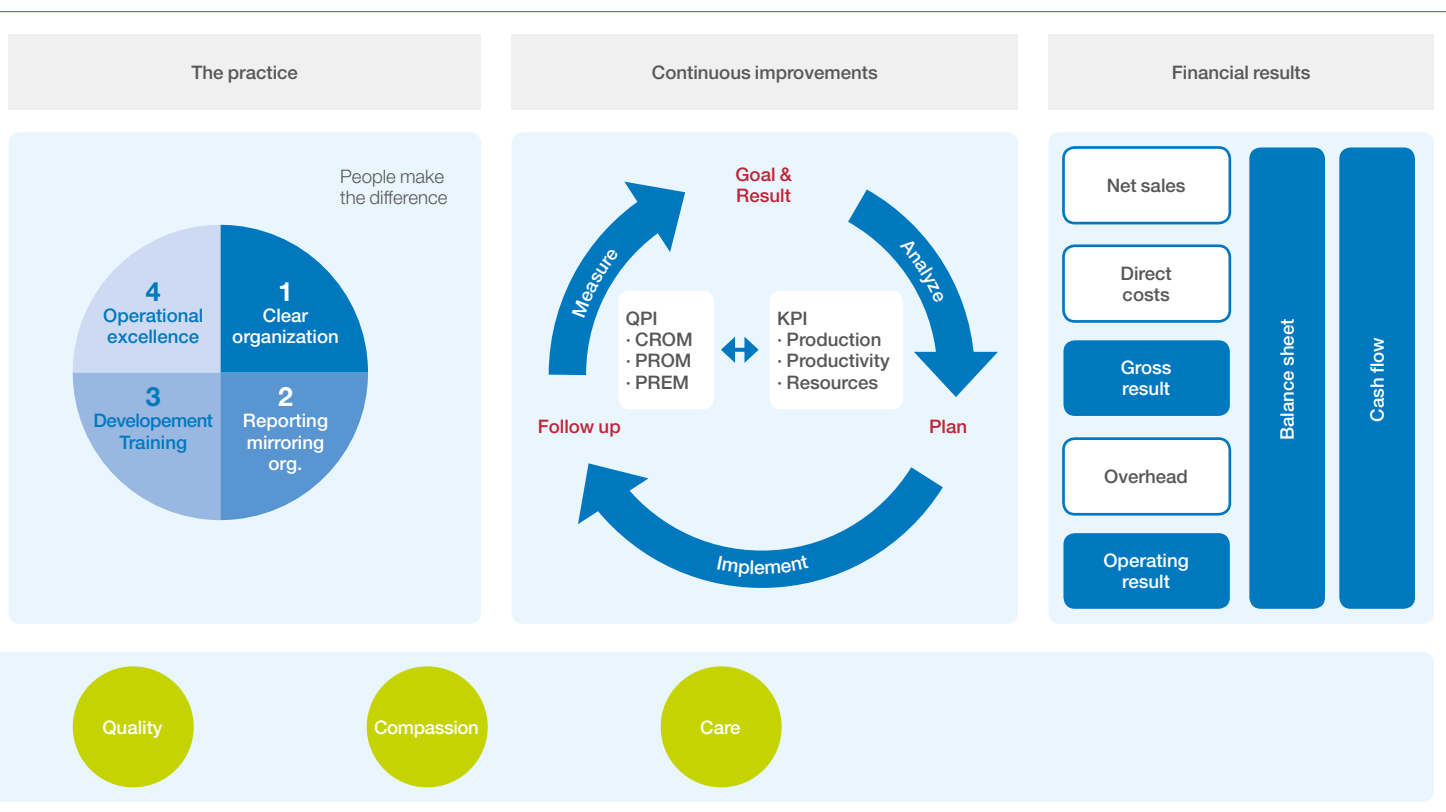 The practice
Continuous improvements
Financial results
People make
the difference
4
Operational
excellence
1
Clear
organization
3
Developement
Training
2
Reporting
mirroring
org.
Goal &
Result
Measure
Analyze
QPI
· CROM
· PROM
· PREM
KPI
· Production
· Productivity
· Resources
Follow up
Plan
Implement
Net sales
Direct
costs
Gross
result
Overhead
Operating
result
Balance sheet
Cash flow
Quality
Compassion
Care